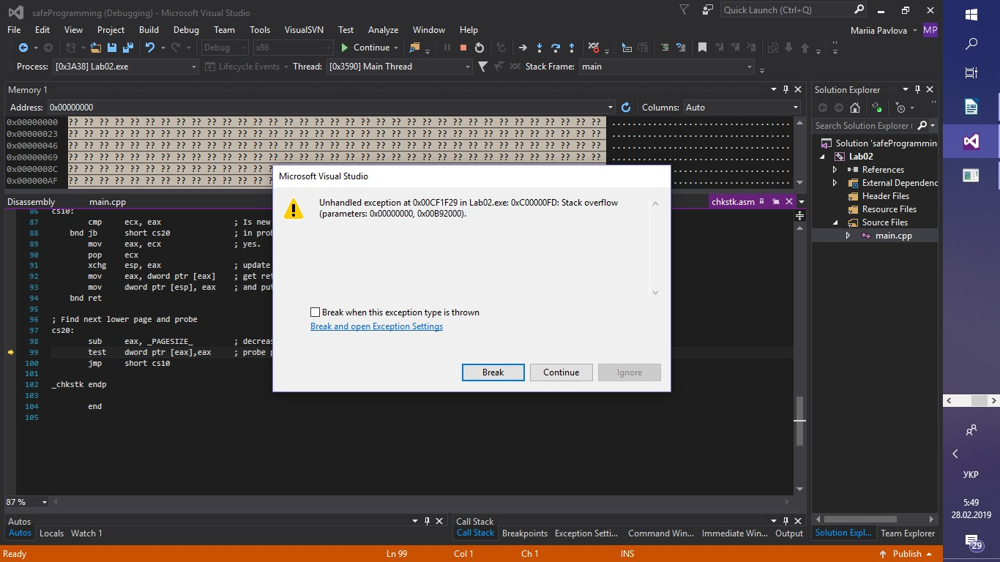 safeProgramming (Debugging) - Microsoft Visual Studio
Quick Launch (Ctrl+Q)
File Edit View Project Build Debug Team Tools VisualSVN Test Analyze Window Help
Mariia Pavlova MP
Debug x86 Continue
Process: [0x3A38] Lab02.exe Lifecycle Events Thread: [0x3590] Main Thread Stack Frame: main
Memory 1
Address: 0x00000000 Columns: Auto
0x00000000 ?? ?? ?? ?? ?? ?? ?? ?? ?? ?? ?? ?? ?? ?? ?? ?? ?? ?? ?? ?? ?? ?? ?? ?? ?? ?? ?? ?? ?? ?? ?? ?? ?? ?? ?? ...................................
0x00000023 ?? ?? ?? ?? ?? ?? ?? ?? ?? ?? ?? ?? ?? ?? ?? ?? ?? ?? ?? ?? ?? ?? ?? ?? ?? ?? ?? ?? ?? ?? ?? ?? ?? ?? ?? ...................................
0x00000046 ?? ?? ?? ?? ?? ?? ?? ?? ?? ?? ?? ?? ?? ?? ?? ?? ?? ?? ?? ?? ?? ?? ?? ?? ?? ?? ?? ?? ?? ?? ?? ?? ?? ?? ?? ...................................
0x00000069 ?? ?? ?? ?? ?? ?? ?? ?? ?? ?? ?? ?? ?? ?? ?? ?? ?? ?? ?? ?? ?? ?? ?? ?? ?? ?? ?? ?? ?? ?? ?? ?? ?? ?? ?? ...................................
0x0000008C ?? ?? ?? ?? ?? ?? ?? ?? ?? ?? ?? ?? ??
0x000000AF ?? ?? ?? ?? ?? ?? ?? ?? ?? ?? ?? ?? ??
Disassembly main.cpp chkstk.asm
86 cs10:
87 cmp ecx, eax ; Is new
88 bnd jb short cs20 ; in prob
89 mov eax, ecx ; yes.
90 pop ecx
91 xchg esp, eax ; update
92 mov eax, dword ptr [eax] ; get ret
93 mov dword ptr [esp], eax ; and put
94 bnd ret
95
96 ; Find next lower page and probe
97 cs20:
98 sub eax, _PAGESIZE_ ; decreas
99 test dword ptr [eax],eax ; probe p
100 jmp short cs10
101
102 _chkstk endp
103
104 end
105
87 %
Microsoft Visual Studio
Unhandled exception at 0x00CF1F29 in Lab02.exe: 0xC00000FD: Stack overflow
(parameters: 0x00000000, 0x00B92000).
Break when this exception type is thrown
Break and open Exception Settings
Break Continue Ignore
Solution Explorer
Search Solution Explorer (
Solution 'safeProgrammin
Lab02
References
External Dependenc
Header Files
Resource Files
Source Files
main.cpp
Autos
Autos Locals Watch 1
Call Stack
Call Stack Breakpoints Exception Setti... Command Win... Immediate Win... Output
Solution Expl... Team Explorer
Ready Ln 99 Col 1 Ch 1 INS Publish
УКР
5:49
28.02.2019
29